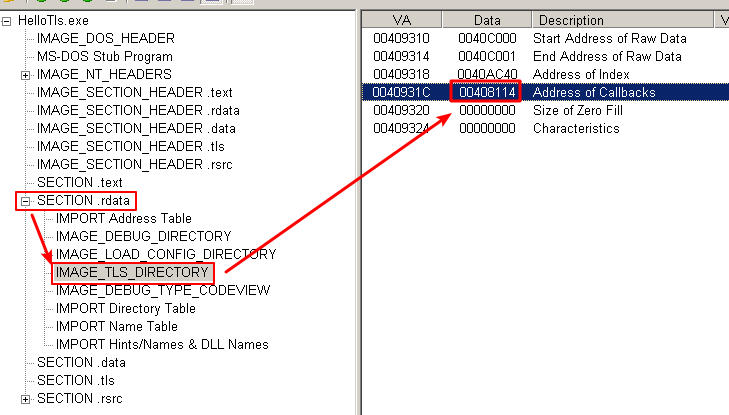 HelloTls.exe
IMAGE_DOS_HEADER
MS-DOS Stub Program
IMAGE_NT_HEADERS
IMAGE_SECTION_HEADER .text
IMAGE_SECTION_HEADER .rdata
IMAGE_SECTION_HEADER .data
IMAGE_SECTION_HEADER .tls
IMAGE_SECTION_HEADER .rsrc
SECTION .text
SECTION .rdata
IMPORT Address Table
IMAGE_DEBUG_DIRECTORY
IMAGE_LOAD_CONFIG_DIRECTORY
IMAGE_TLS_DIRECTORY
IMAGE_DEBUG_TYPE_CODEVIEW
IMPORT Directory Table
IMPORT Name Table
IMPORT Hints/Names & DLL Names
SECTION .data
SECTION .tls
SECTION .rsrc
VA Data Description V
00409310 0040C000 Start Address of Raw Data
00409314 0040C001 End Address of Raw Data
00409318 0040AC40 Address of Index
0040931C 00408114 Address of Callbacks
00409320 00000000 Size of Zero Fill
00409324 00000000 Characteristics